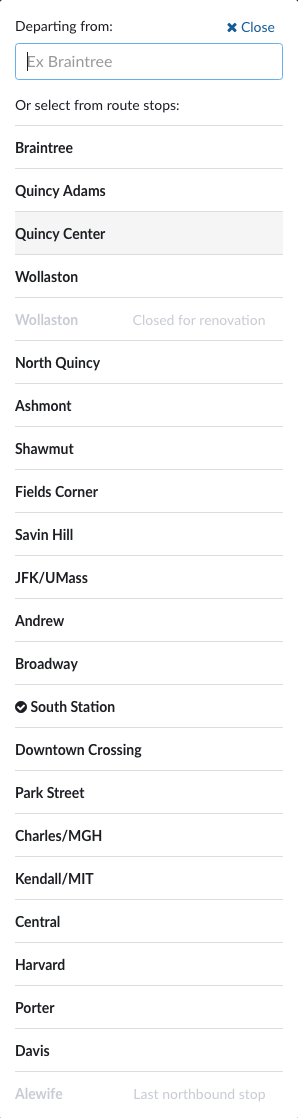 Departing from:
Close
Ex Braintree
Or select from route stops:
Braintree
Quincy Adams
Quincy Center
Wollaston
Wollaston Closed for renovation
North Quincy
Ashmont
Shawmut
Fields Corner
Savin Hill
JFK/UMass
Andrew
Broadway
South Station
Downtown Crossing
Park Street
Charles/MGH
Kendall/MIT
Central
Harvard
Porter
Davis
Alewife Last northbound stop